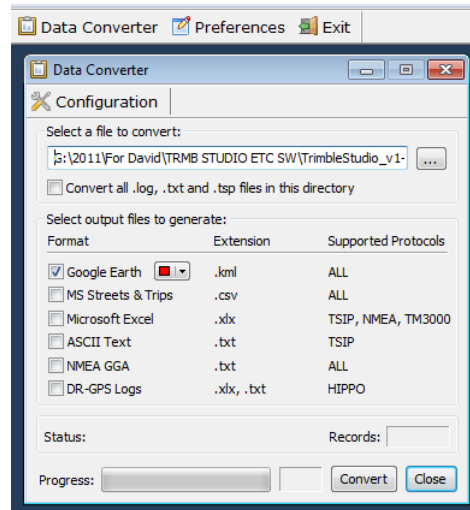 Data Converter Preferences Exit
Data Converter
Configuration
Select a file to convert:
G:\2011\For David\TRMB STUDIO ETC SW\TrimbleStudio_v1-
...
Convert all .log, .txt and .tsp files in this directory
Select output files to generate:
Format Extension Supported Protocols
Google Earth .kml ALL
MS Streets & Trips .csv ALL
Microsoft Excel .xlx TSIP, NMEA, TM3000
ASCII Text .txt TSIP
NMEA GGA .txt ALL
DR-GPS Logs .xlx, .txt HIPPO
Status: Records:
Progress: Convert Close